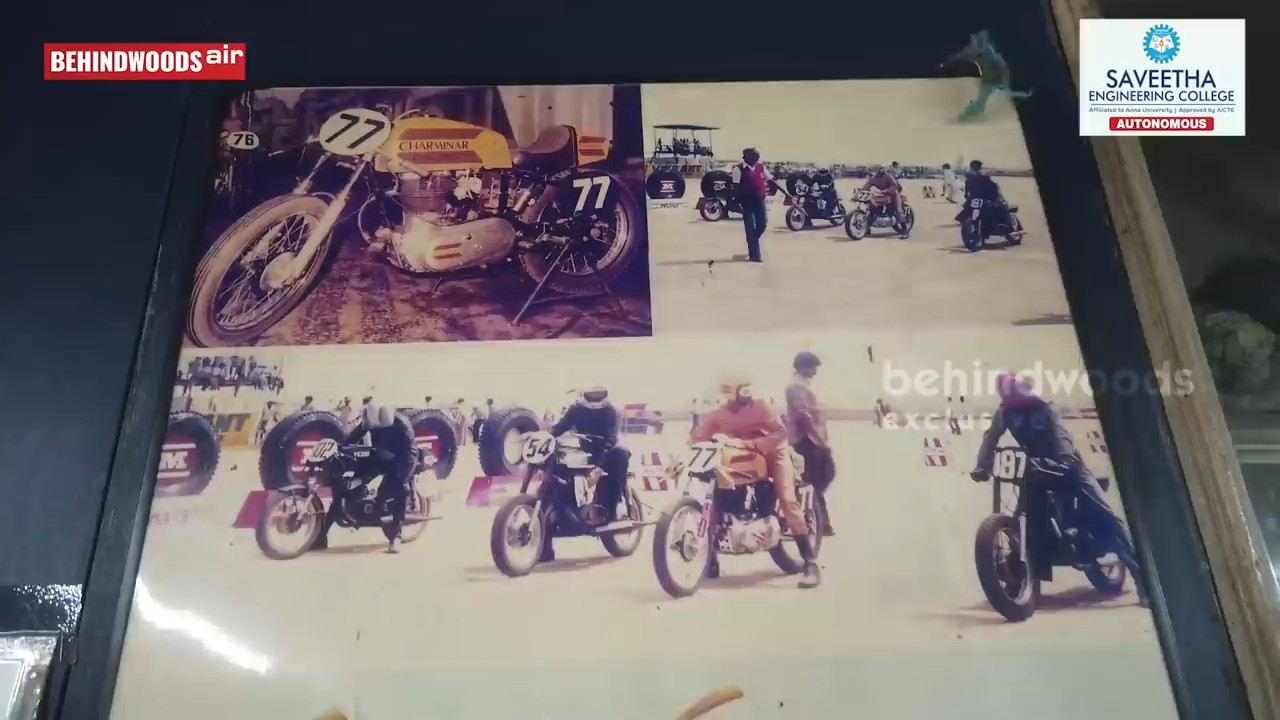 BEHINDWOODS air
SAVEETHA
ENGINEERING COLLEGE
Affiliated to Anna University | Approved by AICTE
AUTONOMOUS
76
77
CHARMINAR
77
M
behindwoods
exclusive
M
54
77
187